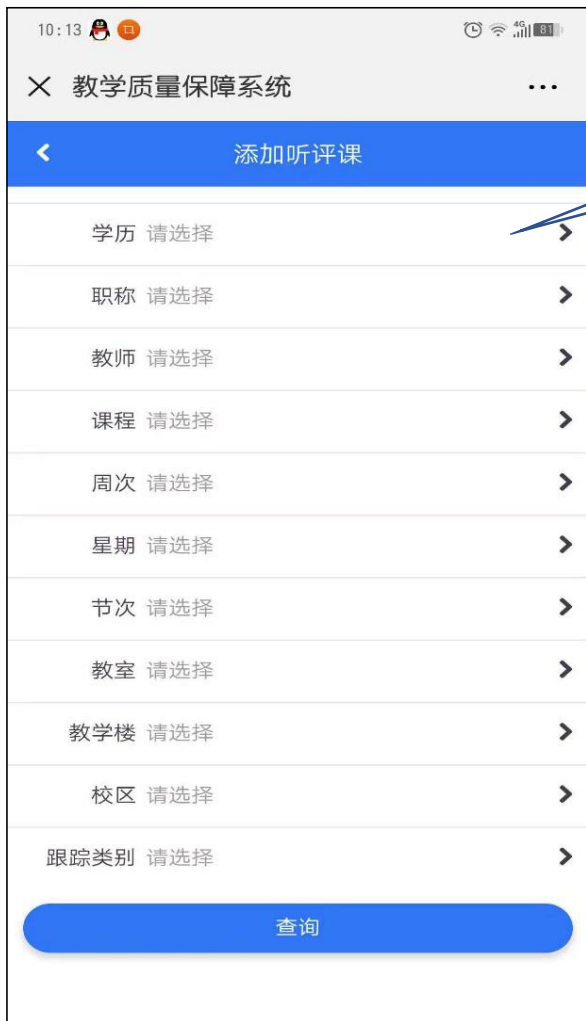 10:13
4G
81
教学质量保障系统
添加听评课
学历 请选择
职称 请选择
教师 请选择
课程 请选择
周次 请选择
星期 请选择
节次 请选择
教室 请选择
教学楼 请选择
校区 请选择
跟踪类别 请选择
查询